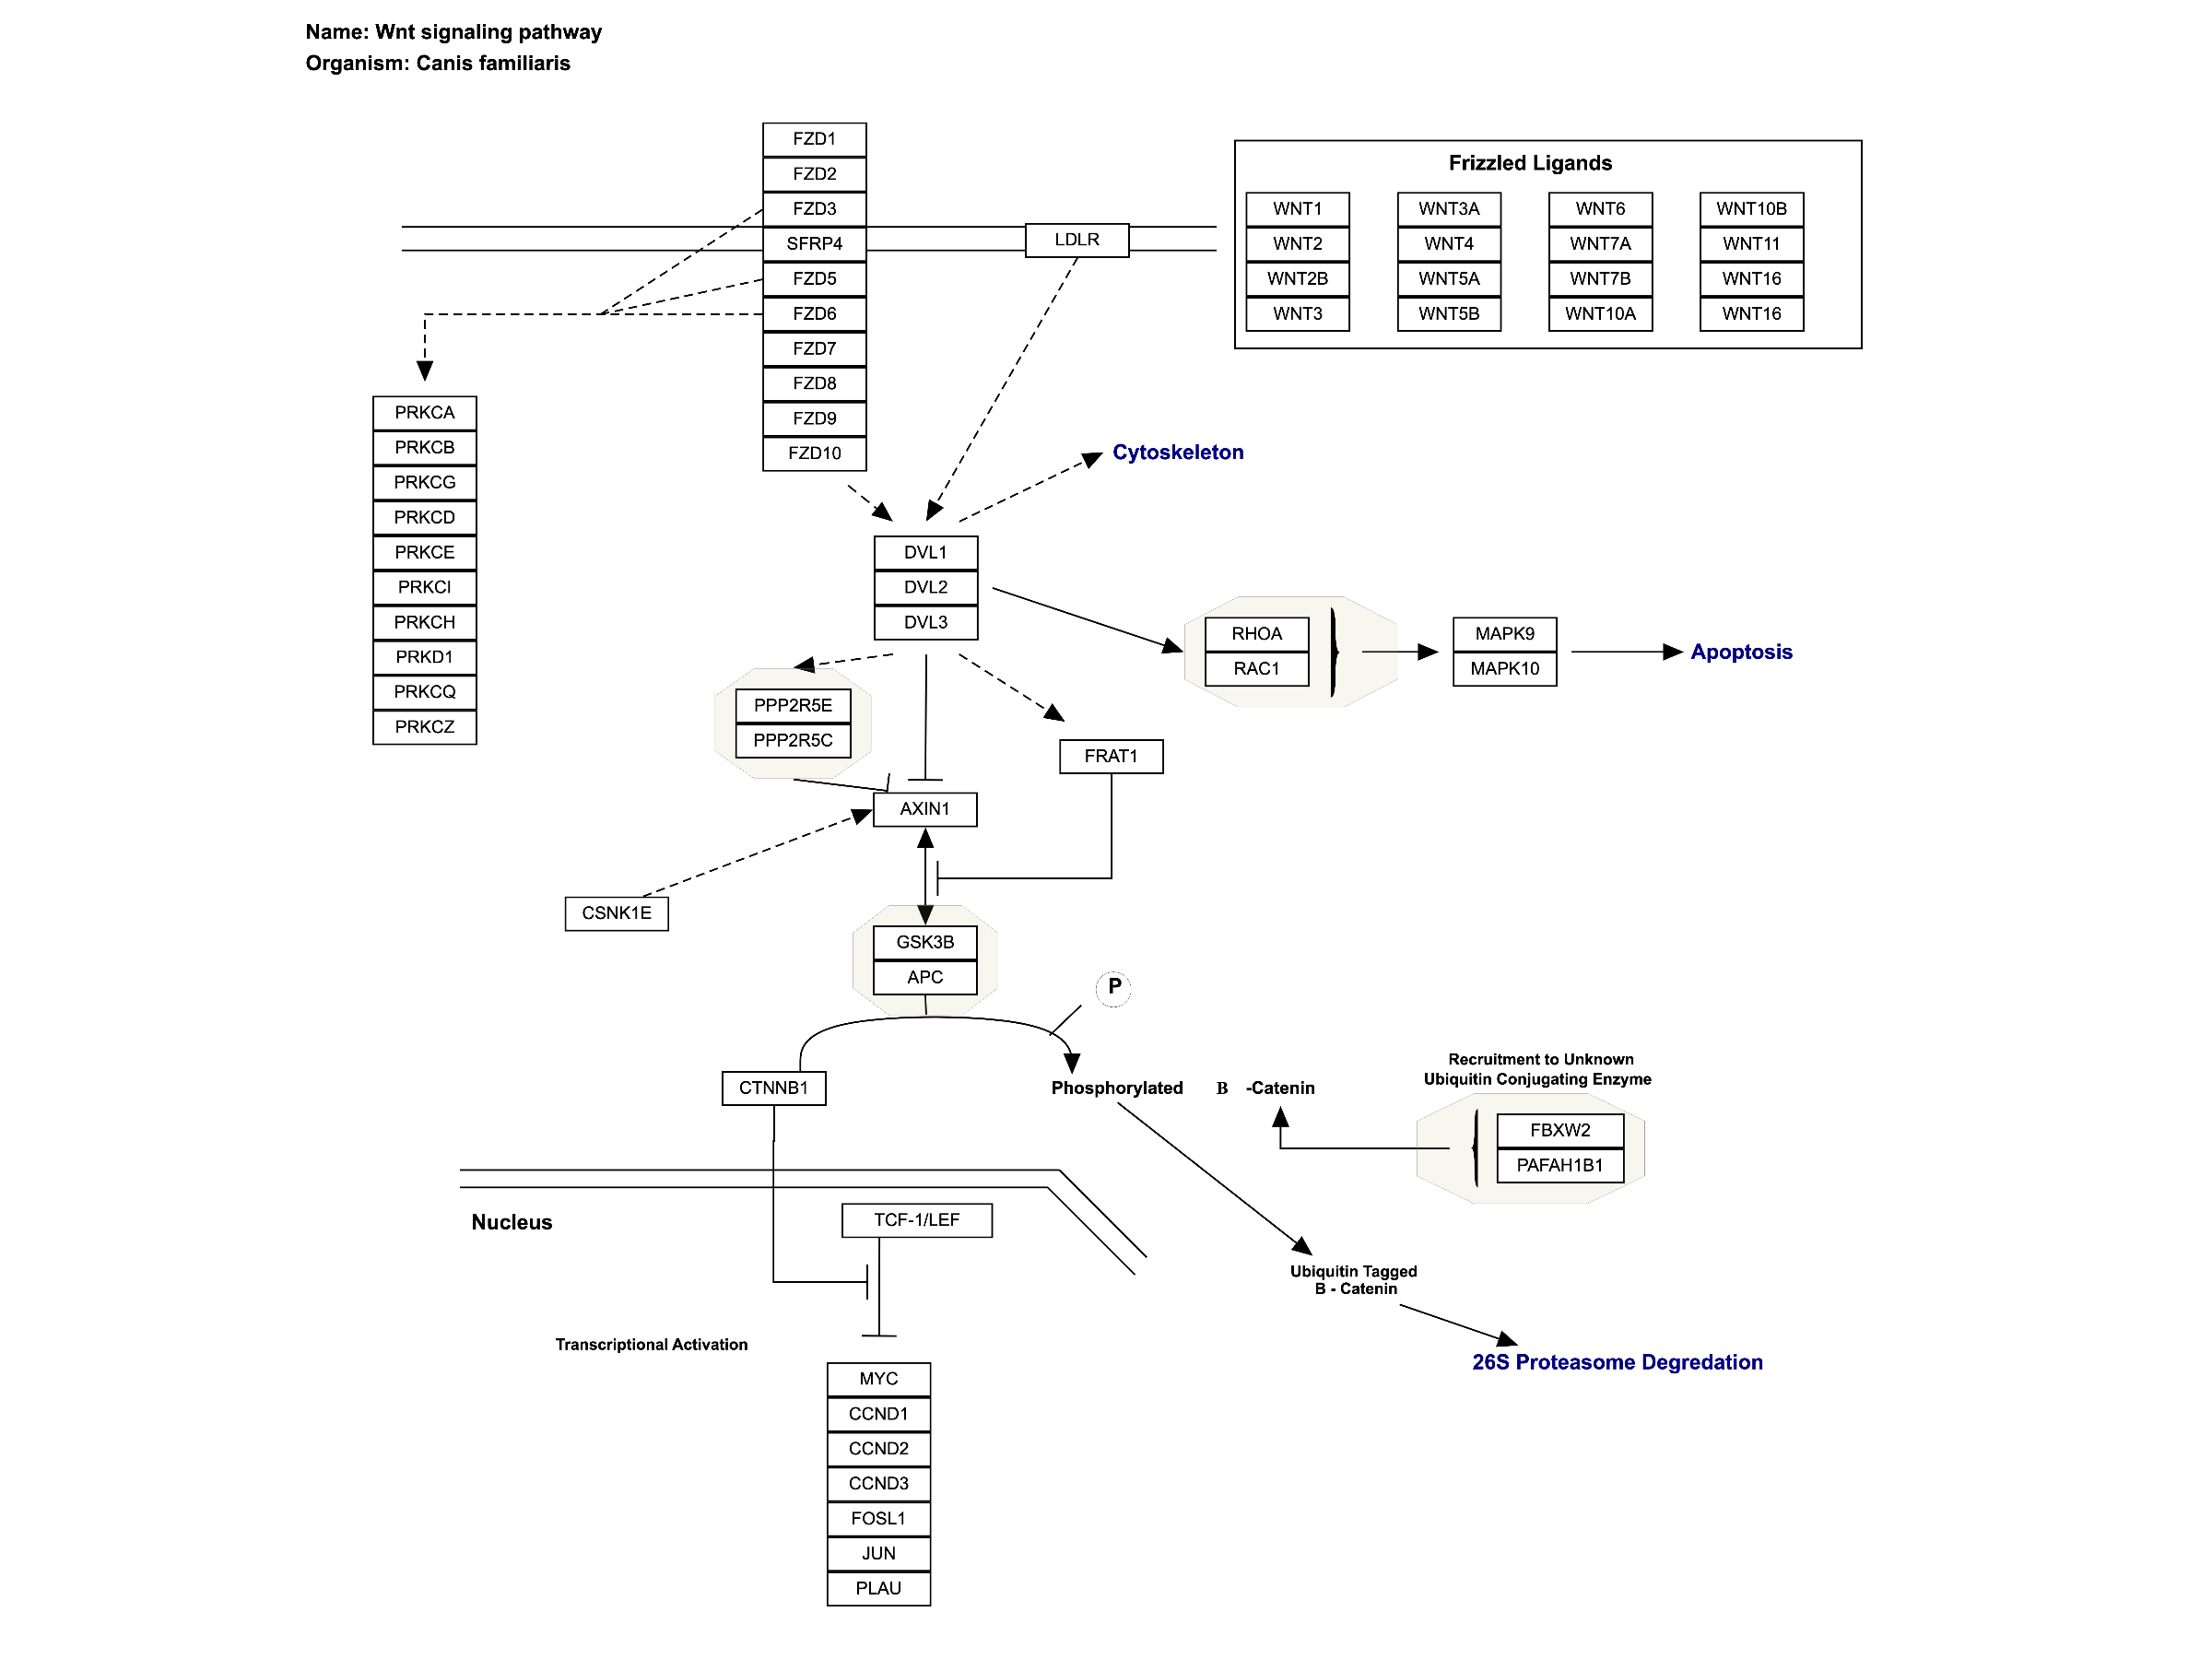 Name: Wnt signaling pathway
Organism: Canis familiaris
FZD1
FZD2
FZD3
SFRP4
FZD5
FZD6
FZD7
FZD8
FZD9
FZD10
LDLR
Frizzled Ligands
WNT1 WNT3A WNT6 WNT10B
WNT2 WNT4 WNT7A WNT11
WNT2B WNT5A WNT7B WNT16
WNT3 WNT5B WNT10A WNT16
PRKCA
PRKCB
PRKCG
PRKCD
PRKCE
PRKCI
PRKCH
PRKD1
PRKCQ
PRKCZ
Cytoskeleton
DVL1
DVL2
DVL3
RHOA
RAC1
MAPK9
MAPK10
Apoptosis
PPP2R5E
PPP2R5C
FRAT1
AXIN1
CSNK1E
GSK3B
APC
P
CTNNB1
Phosphorylated B -Catenin
Recruitment to Unknown
Ubiquitin Conjugating Enzyme
FBXW2
PAFAH1B1
Nucleus
TCF-1/LEF
Ubiquitin Tagged
B - Catenin
Transcriptional Activation
26S Proteasome Degredation
MYC
CCND1
CCND2
CCND3
FOSL1
JUN
PLAU